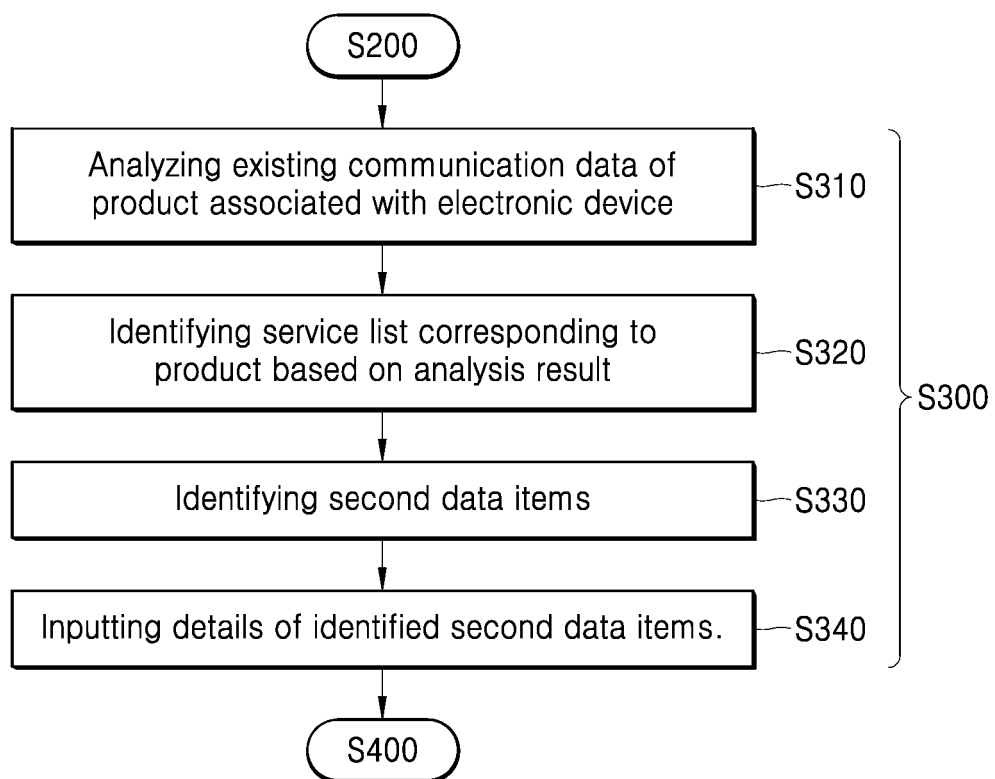 S200
Analyzing existing communication data of
product associated with electronic device
S310
Identifying service list corresponding to
product based on analysis result
S320
S300
Identifying second data items
S330
Inputting details of identified second data items.
S340
S400